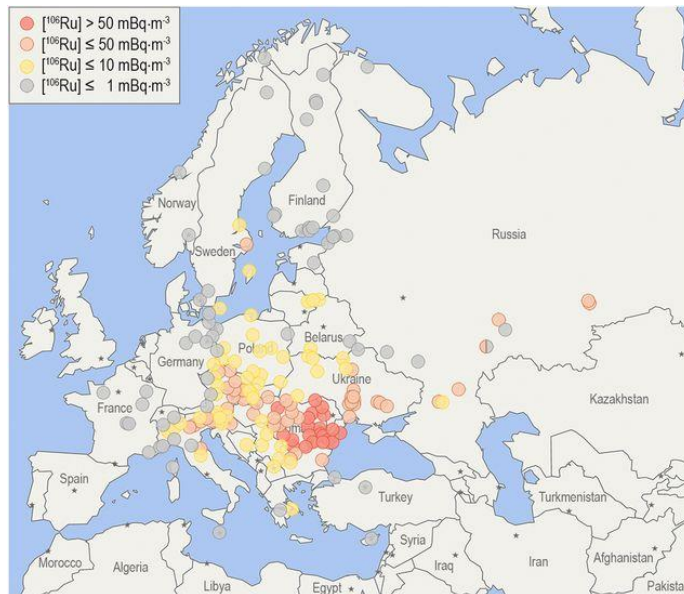 [¹⁰⁶Ru] > 50 mBq·m⁻³
[¹⁰⁶Ru] ≤ 50 mBq·m⁻³
[¹⁰⁶Ru] ≤ 10 mBq·m⁻³
[¹⁰⁶Ru] ≤ 1 mBq·m⁻³
Norway
Finland
Sweden
Russia
Belarus
Germany
Ukraine
France
Kazakhstan
Spain
Turkey
Turkmenistan
Syria
Morocco
Algeria
Iraq
Iran
Afghanistan
Libya
Egypt
Pakist